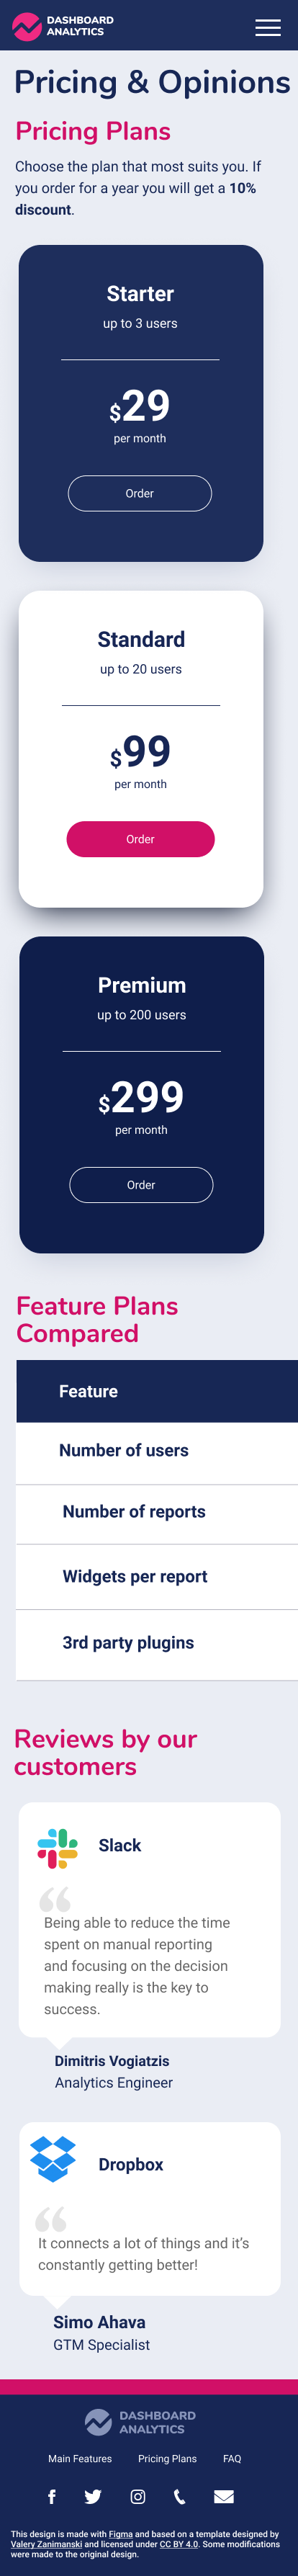 DASHBOARD
ANALYTICS
Pricing & Opinions
Pricing Plans
Choose the plan that most suits you. If
you order for a year you will get a 10%
discount.
Starter
up to 3 users
$29
per month
Order
Standard
up to 20 users
$99
per month
Order
Premium
up to 200 users
$299
per month
Order
Feature Plans
Compared
Feature
Number of users
Number of reports
Widgets per report
3rd party plugins
Reviews by our
customers
Slack
“
Being able to reduce the time
spent on manual reporting
and focusing on the decision
making really is the key to
success.
Dimitris Vogiatzis
Analytics Engineer
Dropbox
“
It connects a lot of things and it’s
constantly getting better!
Simo Ahava
GTM Specialist
DASHBOARD
ANALYTICS
Main Features Pricing Plans FAQ
This design is made with Figma and based on a template designed by
Valery Zanimanski and licensed under CC BY 4.0. Some modifications
were made to the original design.